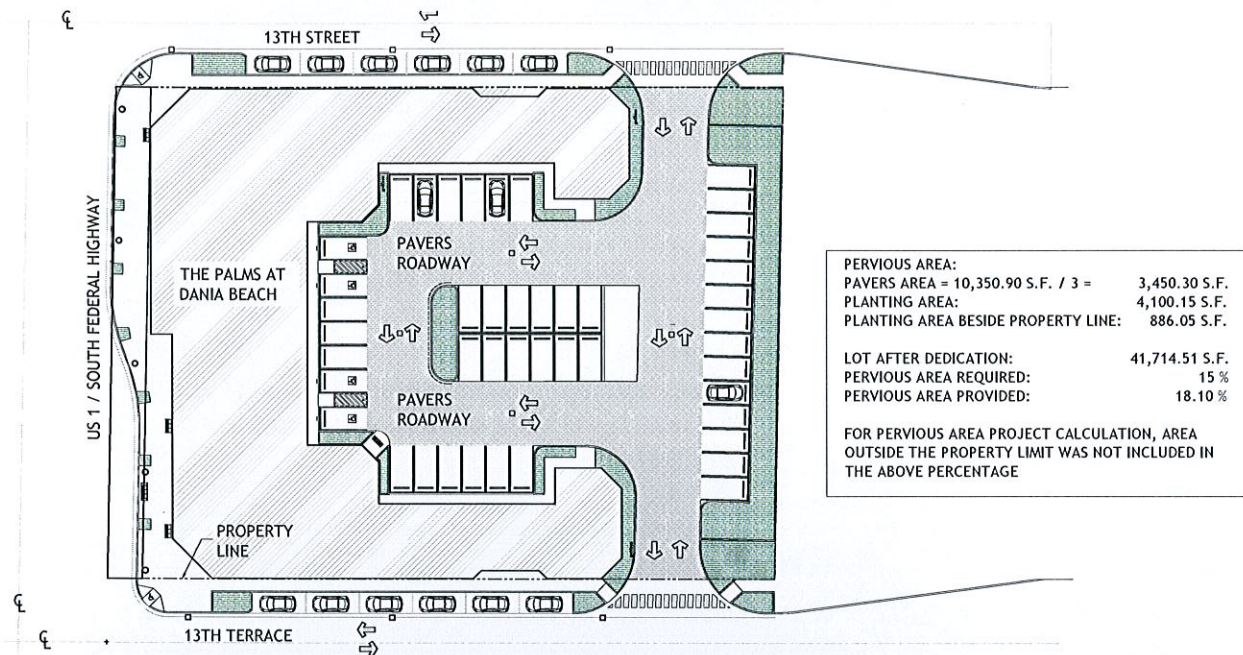 ℄
13TH STREET
US 1 / SOUTH FEDERAL HIGHWAY
THE PALMS AT
DANIA BEACH
PAVERS
ROADWAY
PAVERS
ROADWAY
PROPERTY
LINE
℄
13TH TERRACE
℄
PERVIOUS AREA:
PAVERS AREA = 10,350.90 S.F. / 3 = 3,450.30 S.F.
PLANTING AREA: 4,100.15 S.F.
PLANTING AREA BESIDE PROPERTY LINE: 886.05 S.F.
LOT AFTER DEDICATION: 41,714.51 S.F.
PERVIOUS AREA REQUIRED: 15 %
PERVIOUS AREA PROVIDED: 18.10 %
FOR PERVIOUS AREA PROJECT CALCULATION, AREA
OUTSIDE THE PROPERTY LIMIT WAS NOT INCLUDED IN
THE ABOVE PERCENTAGE